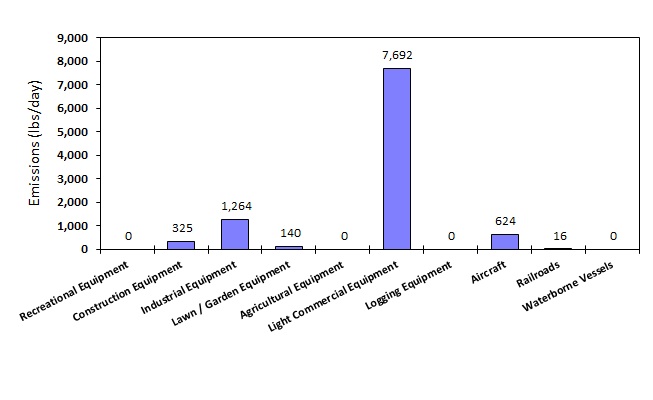 9,000
8,000
7,000
6,000
5,000
4,000
3,000
2,000
1,000
0
Emissions (lbs/day)
0
325
1,264
140
0
7,692
0
624
16
0
Recreational Equipment
Construction Equipment
Industrial Equipment
Lawn / Garden Equipment
Agricultural Equipment
Light Commercial Equipment
Logging Equipment
Aircraft
Railroads
Waterborne Vessels